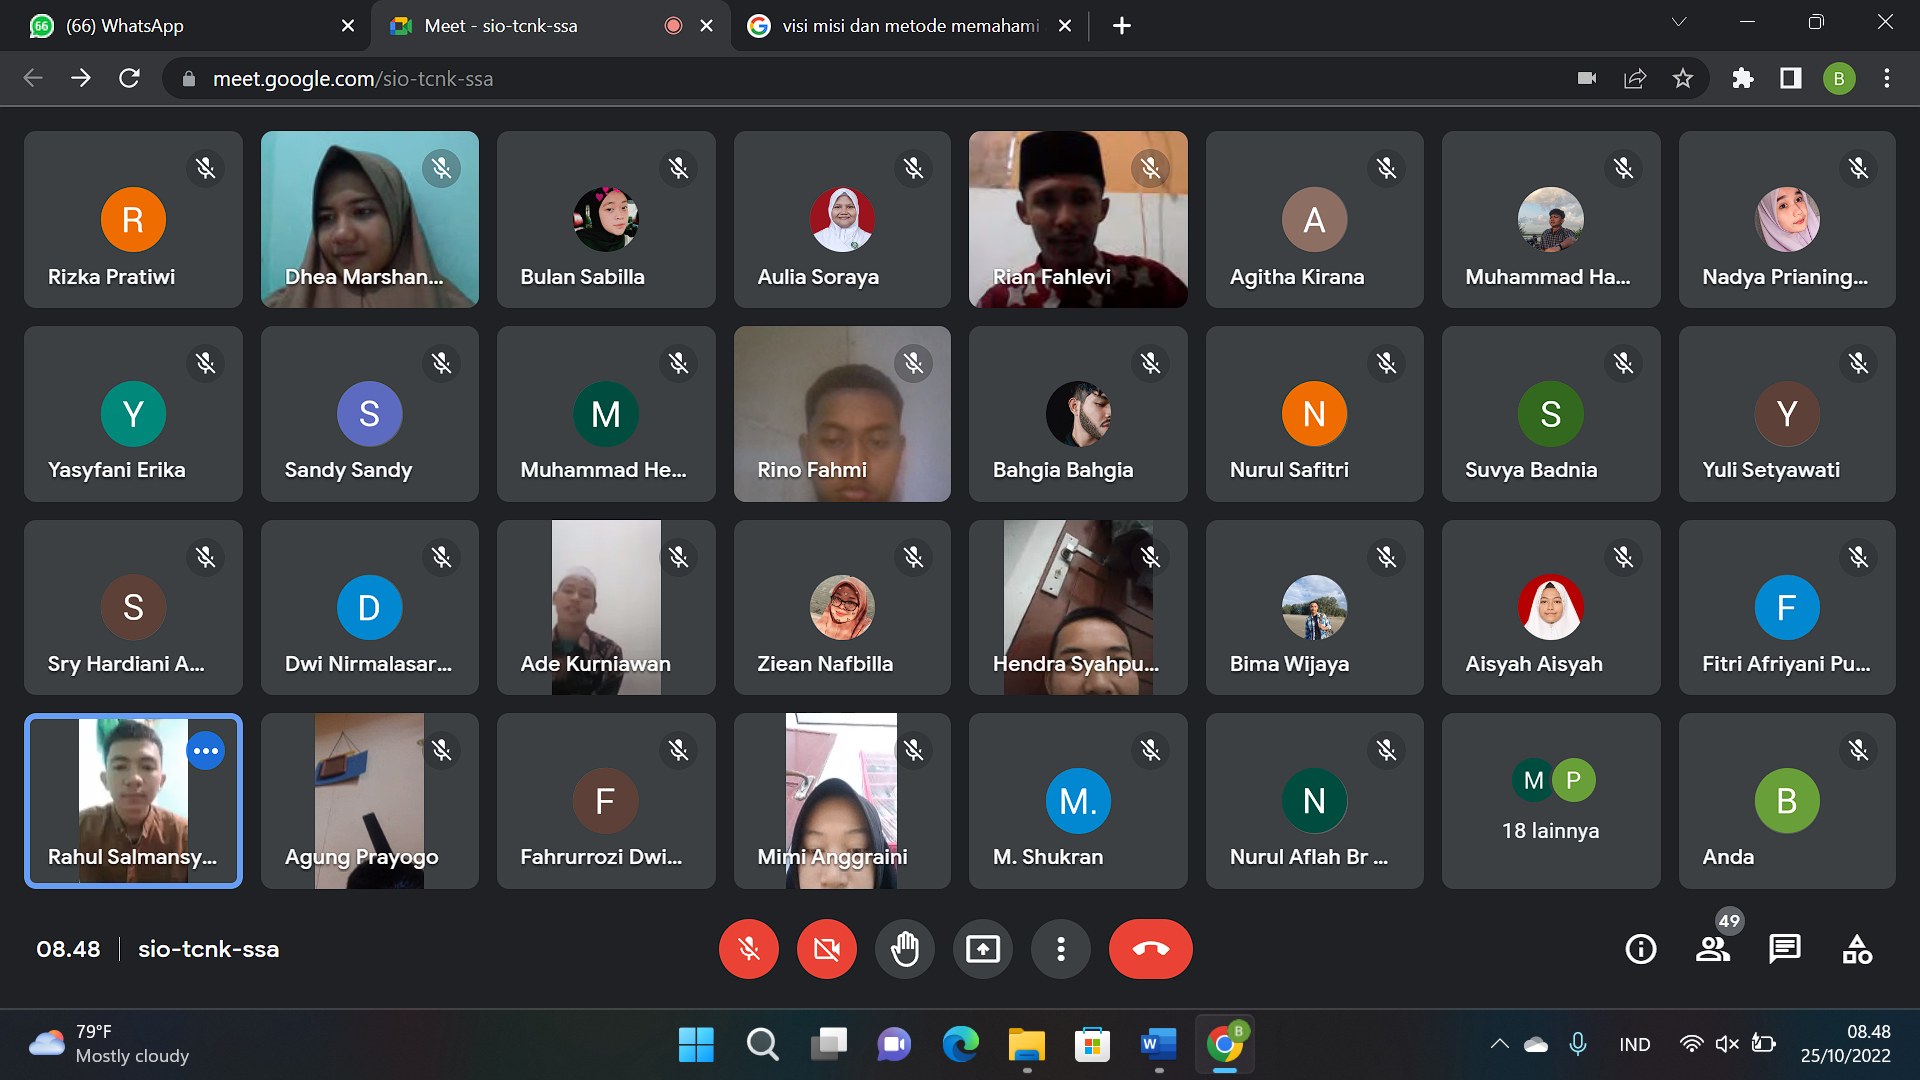 66 (66) WhatsApp
Meet - sio-tcnk-ssa
visi misi dan metode memahami
meet.google.com/sio-tcnk-ssa
B
R
A
Rizka Pratiwi
Dhea Marshan...
Bulan Sabilla
Aulia Soraya
Rian Fahlevi
Agitha Kirana
Muhammad Ha...
Nadya Prianing...
Y
S
M
N
S
Y
Yasyfani Erika
Sandy Sandy
Muhammad He...
Rino Fahmi
Bahgia Bahgia
Nurul Safitri
Suvya Badnia
Yuli Setyawati
S
D
F
Sry Hardiani A...
Dwi Nirmalasar...
Ade Kurniawan
Ziean Nafbilla
Hendra Syahpu...
Bima Wijaya
Aisyah Aisyah
Fitri Afriyani Pu...
F
M.
N
M P
B
18 lainnya
Rahul Salmansy...
Agung Prayogo
Fahrurrozi Dwi...
Mimi Anggraini
M. Shukran
Nurul Aflah Br ...
Anda
49
08.48
sio-tcnk-ssa
79°F
Mostly cloudy
W
B
IND
08.48
25/10/2022